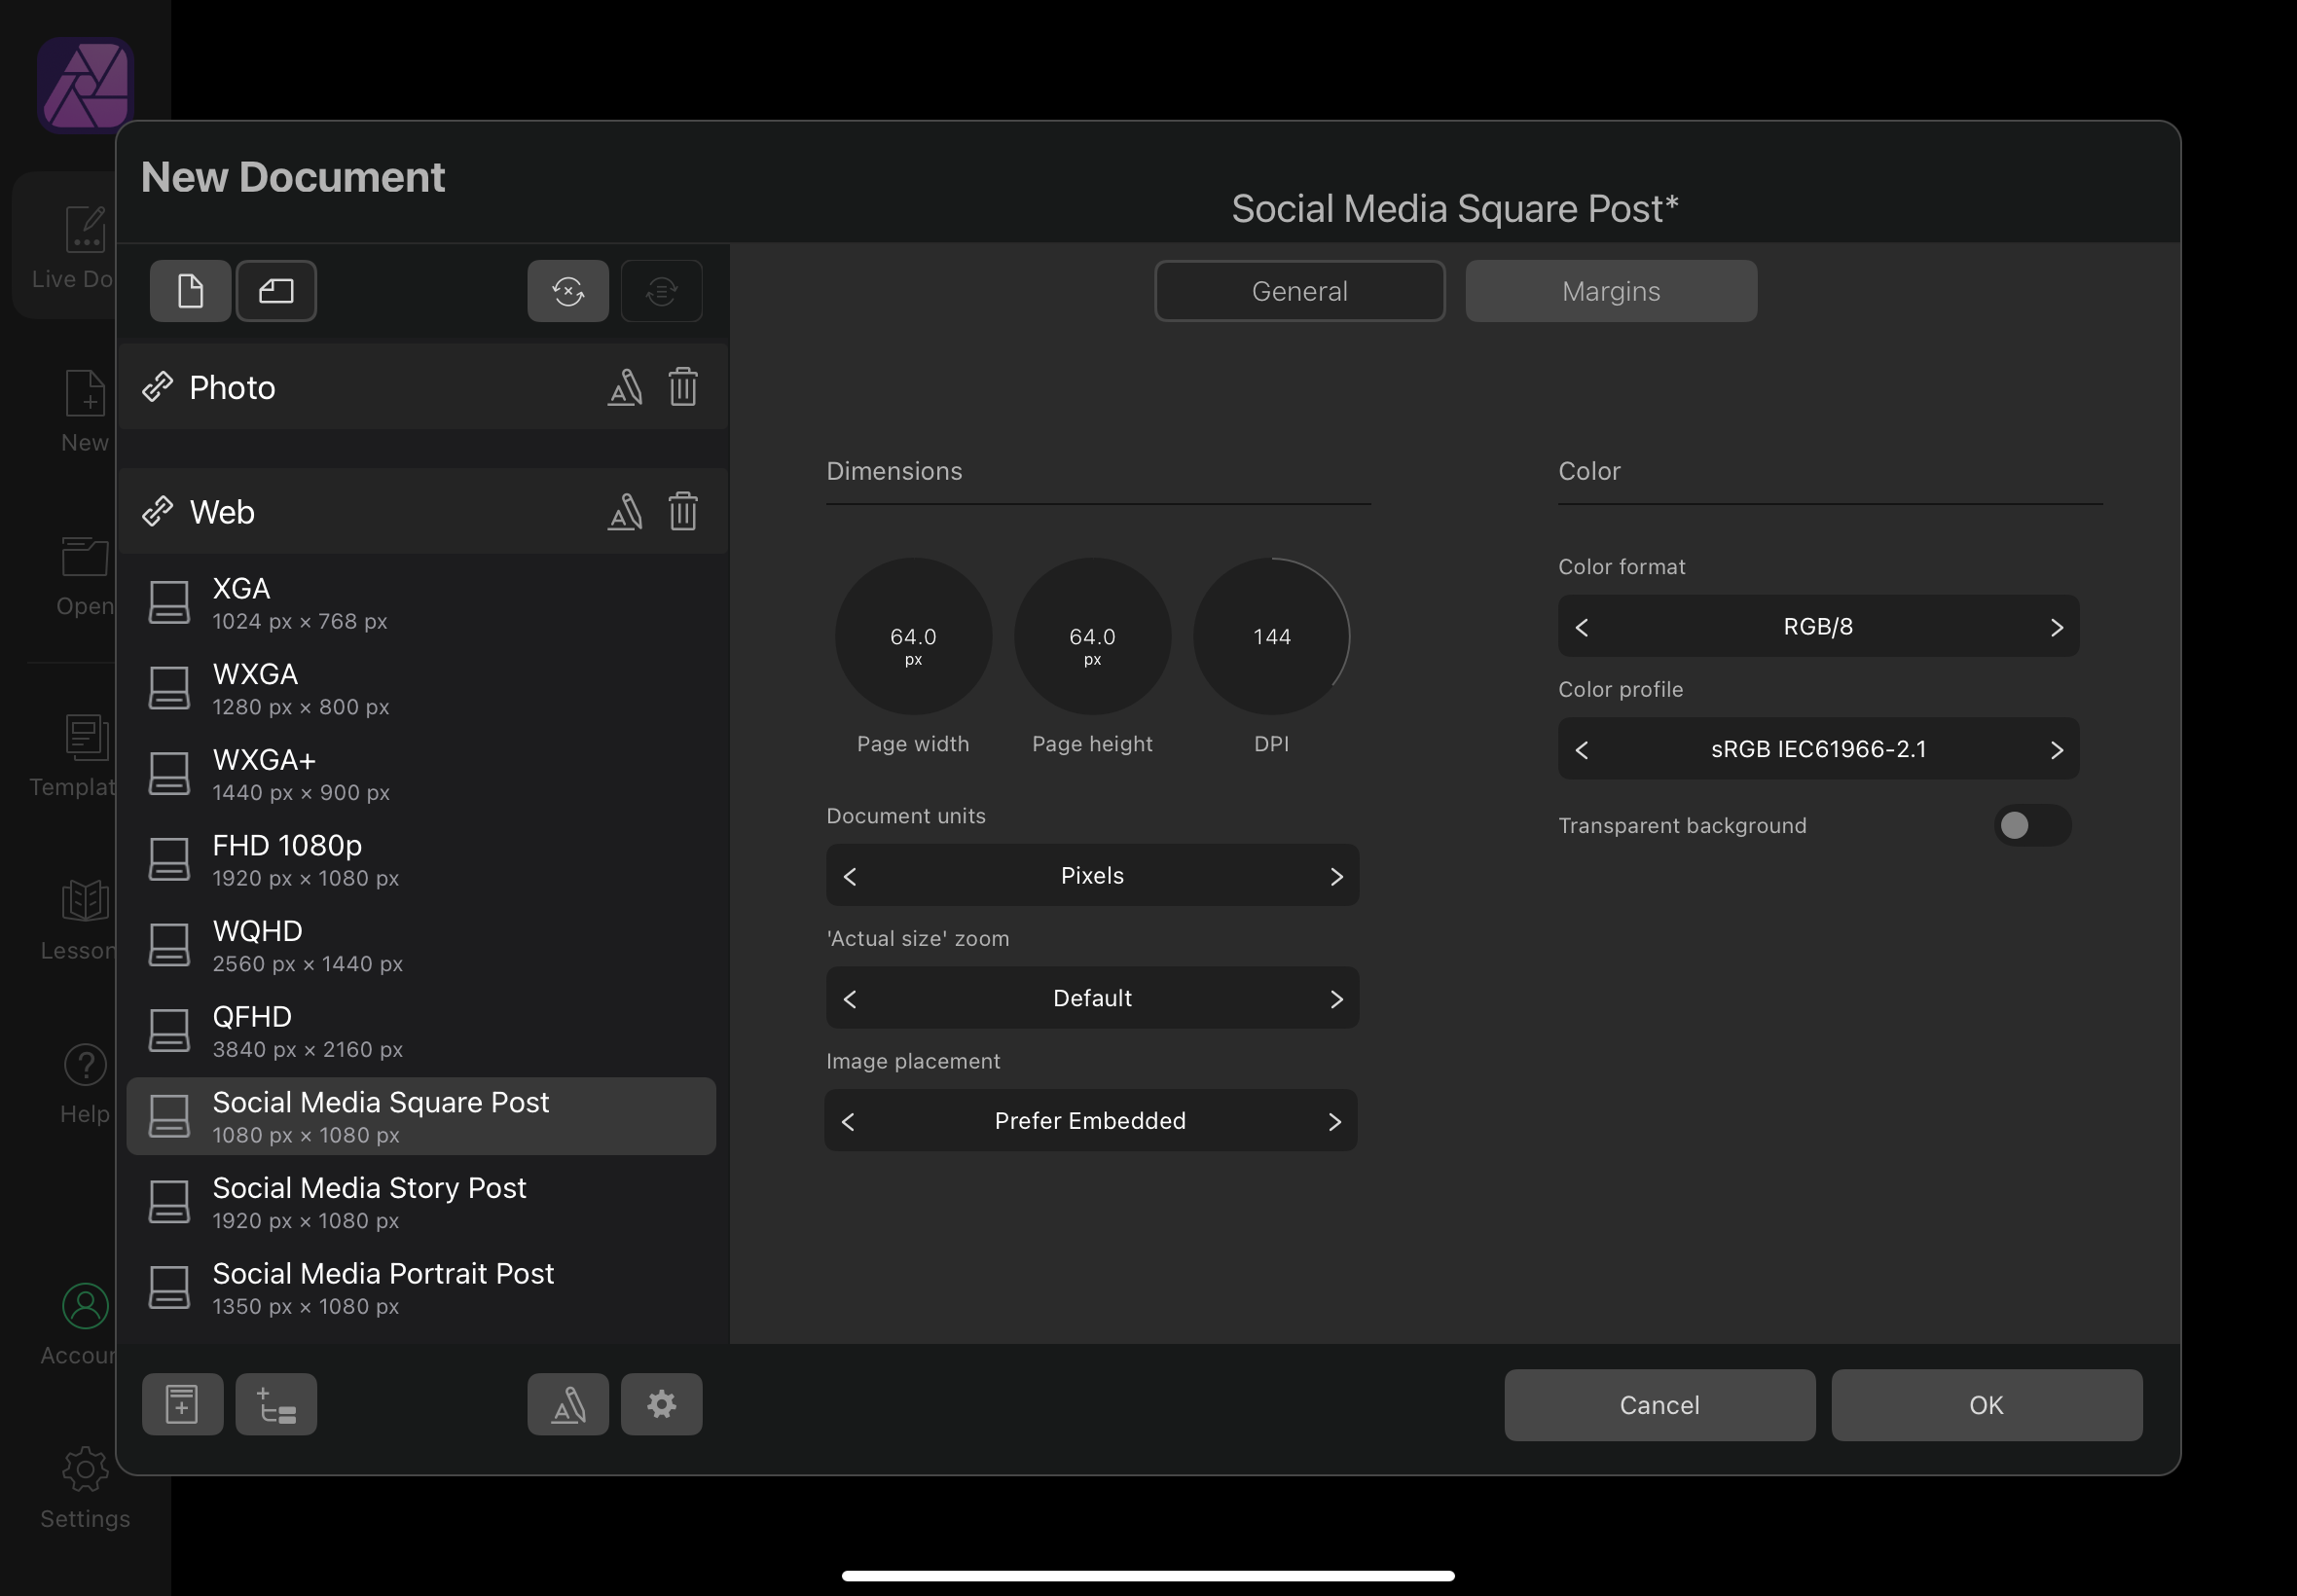 New Document
Social Media Square Post*
General
Margins
Live Do
New
Open
Templat
Lesson
Help
Accour
Settings
Photo
Web
XGA
1024 px × 768 px
WXGA
1280 px × 800 px
WXGA+
1440 px × 900 px
FHD 1080p
1920 px × 1080 px
WQHD
2560 px × 1440 px
QFHD
3840 px × 2160 px
Social Media Square Post
1080 px × 1080 px
Social Media Story Post
1920 px × 1080 px
Social Media Portrait Post
1350 px × 1080 px
Dimensions
64.0
px
Page width
64.0
px
Page height
144
DPI
Document units
Pixels
'Actual size' zoom
Default
Image placement
Prefer Embedded
Color
Color format
RGB/8
Color profile
sRGB IEC61966-2.1
Transparent background
Cancel
OK